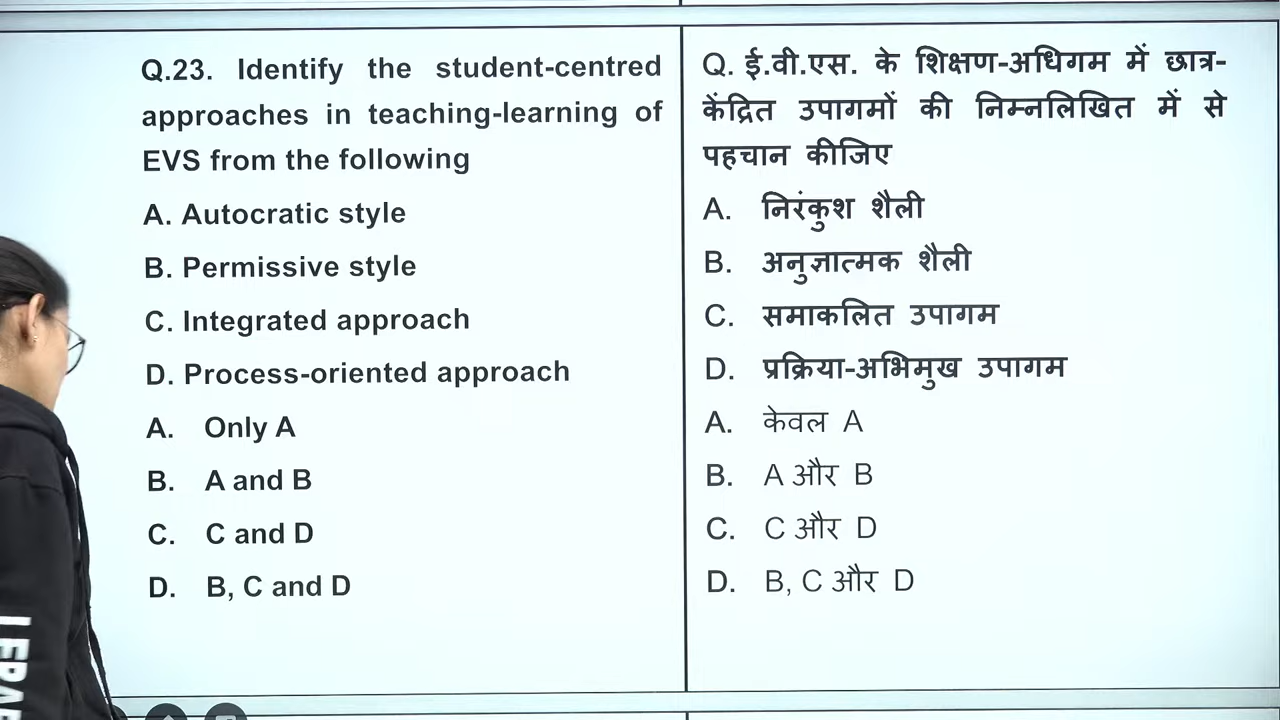 Q.23. Identify the student-centred
approaches in teaching-learning of
EVS from the following
A. Autocratic style
B. Permissive style
C. Integrated approach
D. Process-oriented approach
A. Only A
B. A and B
C. C and D
D. B, C and D
Q. ई.वी.एस. के शिक्षण-अधिगम में छात्र-
केंद्रित उपागमों की निम्नलिखित में से
पहचान कीजिए
A. निरंकुश शैली
B. अनुज्ञात्मक शैली
C. समाकलित उपागम
D. प्रक्रिया-अभिमुख उपागम
A. केवल A
B. A और B
C. C और D
D. B, C और D